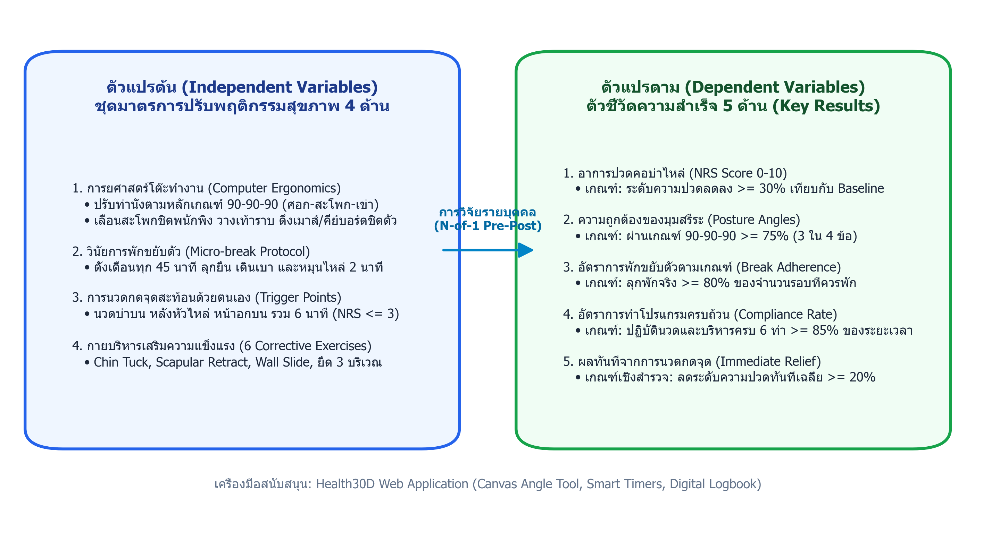 ตัวแปรต้น (Independent Variables)
ชุดมาตรการปรับพฤติกรรมสุขภาพ 4 ด้าน
1. การยศาสตร์โต๊ะทำงาน (Computer Ergonomics)
• ปรับท่านั่งตามหลักเกณฑ์ 90-90-90 (ศอก-สะโพก-เข่า)
• เลื่อนสะโพกชิดพนักพิง วางเท้าราบ ดึงเมาส์/คีย์บอร์ดชิดตัว
2. วินัยการพักขยับตัว (Micro-break Protocol)
• ตั้งเตือนทุก 45 นาที ลุกยืน เดินเบา และหมุนไหล่ 2 นาที
3. การนวดกดจุดสะท้อนด้วยตนเอง (Trigger Points)
• นวดบ่าบน หลังหัวไหล่ หน้าอกบน รวม 6 นาที (NRS <= 3)
4. กายบริหารเสริมความแข็งแรง (6 Corrective Exercises)
• Chin Tuck, Scapular Retract, Wall Slide, ยืด 3 บริเวณ
การวิจัยรายบุคคล
(N-of-1 Pre-Post)
ตัวแปรตาม (Dependent Variables)
ตัวชี้วัดความสำเร็จ 5 ด้าน (Key Results)
1. อาการปวดคอบ่าไหล่ (NRS Score 0-10)
• เกณฑ์: ระดับความปวดลดลง >= 30% เทียบกับ Baseline
2. ความถูกต้องของมุมสรีระ (Posture Angles)
• เกณฑ์: ผ่านเกณฑ์ 90-90-90 >= 75% (3 ใน 4 ข้อ)
3. อัตราการพักขยับตัวตามเกณฑ์ (Break Adherence)
• เกณฑ์: ลุกพักจริง >= 80% ของจำนวนรอบที่ควรพัก
4. อัตราการทำโปรแกรมครบถ้วน (Compliance Rate)
• เกณฑ์: ปฏิบัตินวดและบริหารครบ 6 ท่า >= 85% ของระยะเวลา
5. ผลทันทีจากการนวดกดจุด (Immediate Relief)
• เกณฑ์เชิงสำรวจ: ลดระดับความปวดทันทีเฉลี่ย >= 20%
เครื่องมือสนับสนุน: Health30D Web Application (Canvas Angle Tool, Smart Timers, Digital Logbook)